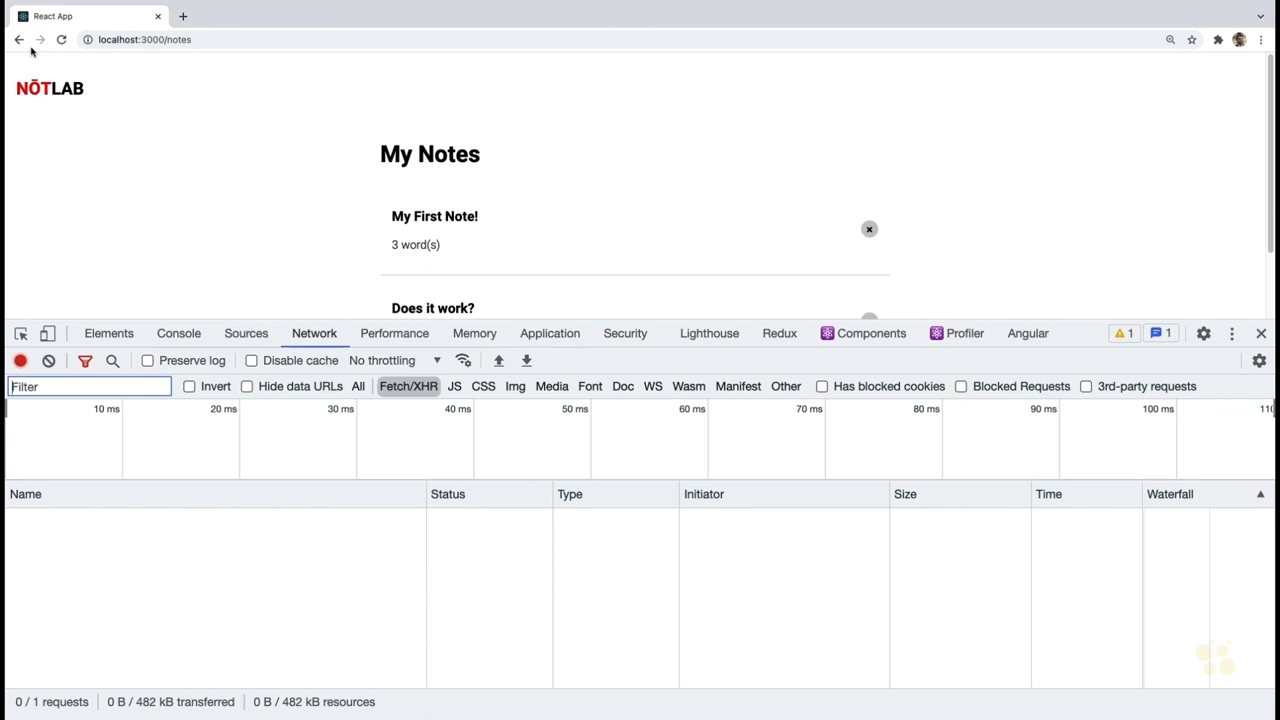 React App
localhost:3000/notes
NŌTLAB
My Notes
My First Note!
3 word(s)
Does it work?
Elements Console Sources Network Performance Memory Application Security Lighthouse Redux Components Profiler Angular 1 1
Preserve log Disable cache No throttling
Filter Invert Hide data URLs All Fetch/XHR JS CSS Img Media Font Doc WS Wasm Manifest Other Has blocked cookies Blocked Requests 3rd-party requests
10 ms 20 ms 30 ms 40 ms 50 ms 60 ms 70 ms 80 ms 90 ms 100 ms
Name Status Type Initiator Size Time Waterfall
0 / 1 requests 0 B / 482 kB transferred 0 B / 482 kB resources